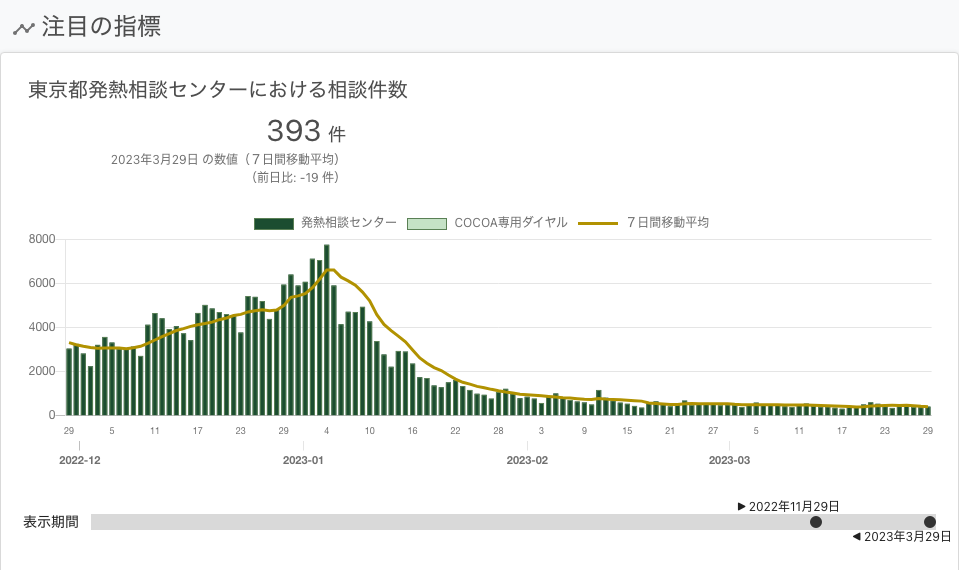 注目の指標
東京都発熱相談センターにおける相談件数
393 件
2023年3月29日 の数値（７日間移動平均）
（前日比: -19 件）
発熱相談センター COCOA専用ダイヤル ７日間移動平均
8000
6000
4000
2000
0
29 5 11 17 23 29 4 10 16 22 28 3 9 15 21 27 5 11 17 23 29
2022-12 2023-01 2023-02 2023-03
2022年11月29日
表示期間
2023年3月29日